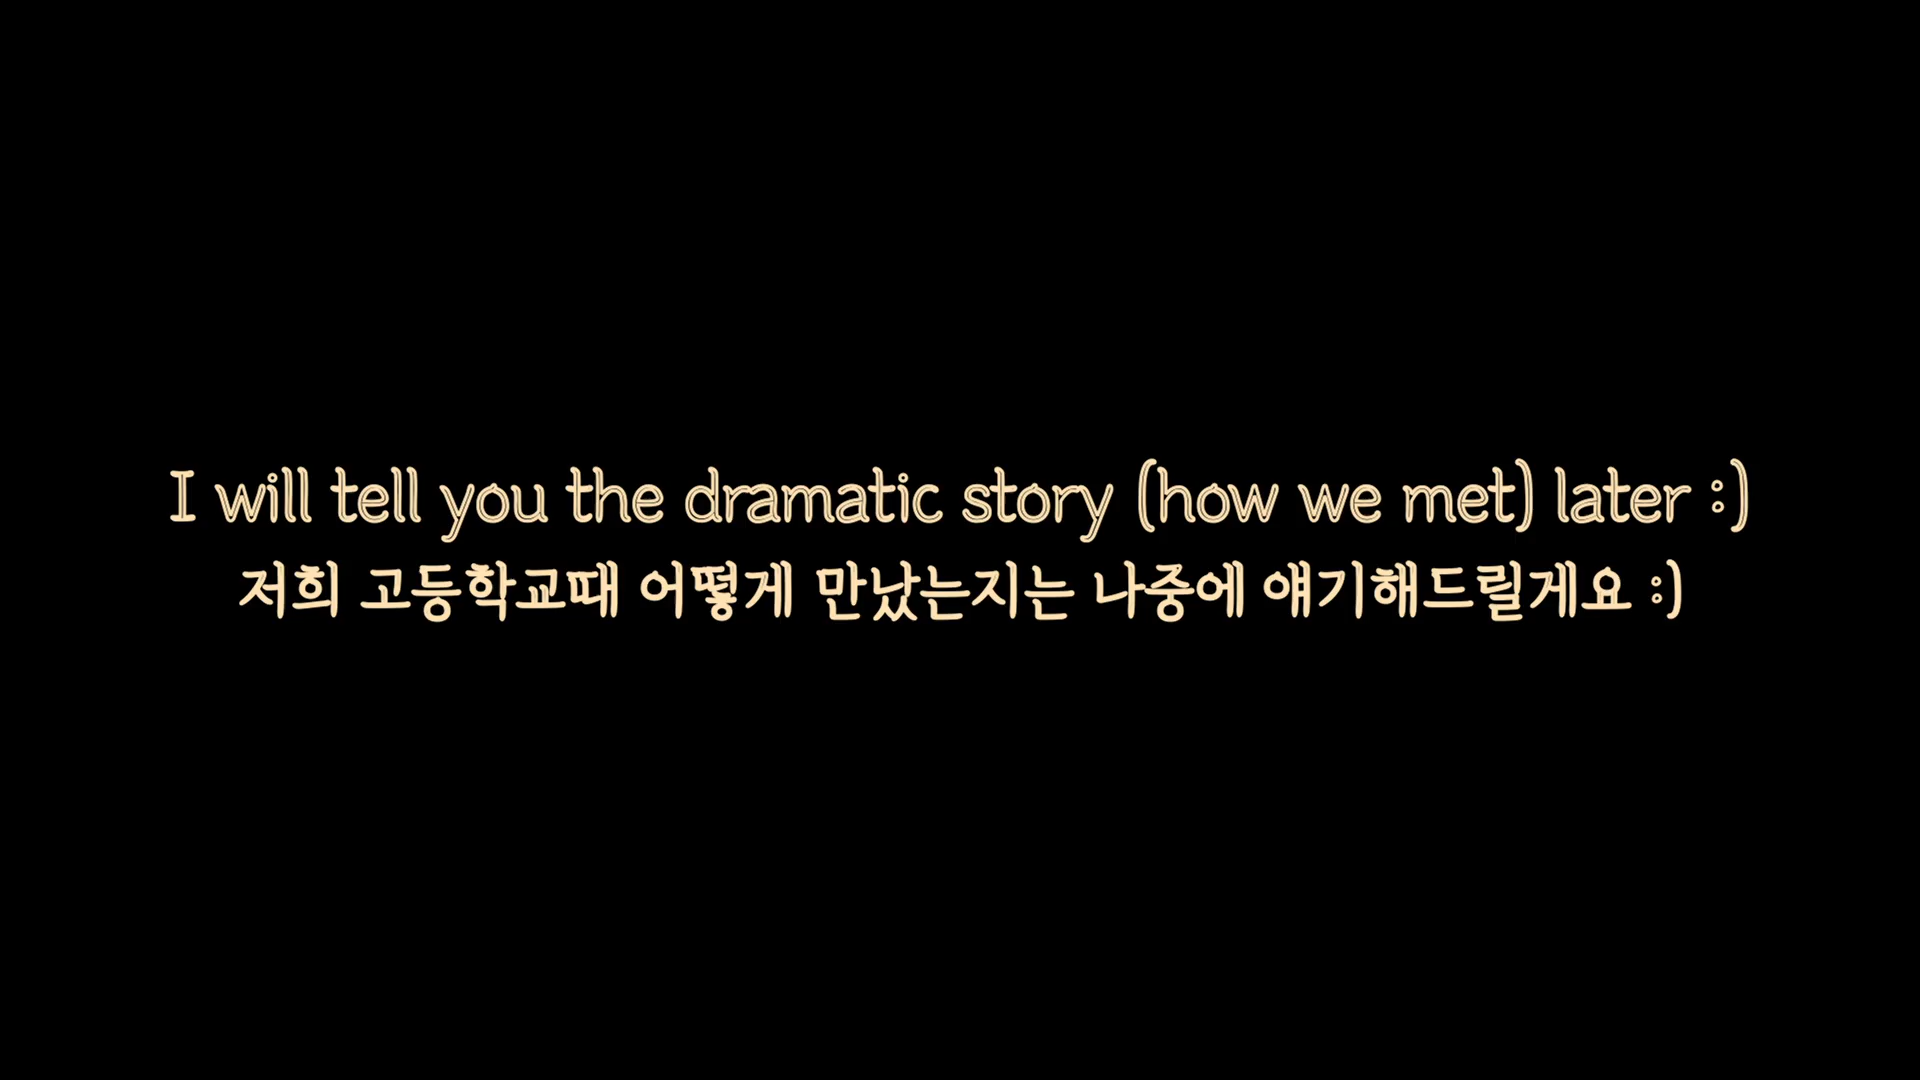 I will tell you the dramatic story (how we met) later :)
저희 고등학교때 어떻게 만났는지는 나중에 얘기해드릴게요 :)